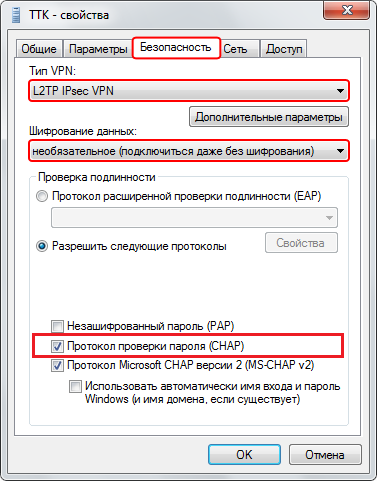 ТТК - свойства
Общие Параметры Безопасность Сеть Доступ
Тип VPN:
L2TP IPsec VPN
Дополнительные параметры
Шифрование данных:
необязательное (подключиться даже без шифрования)
Проверка подлинности
Протокол расширенной проверки подлинности (EAP)
Разрешить следующие протоколы
Свойства
Незашифрованный пароль (PAP)
Протокол проверки пароля (CHAP)
Протокол Microsoft CHAP версии 2 (MS-CHAP v2)
Использовать автоматически имя входа и пароль
Windows (и имя домена, если существует)
OK Отмена